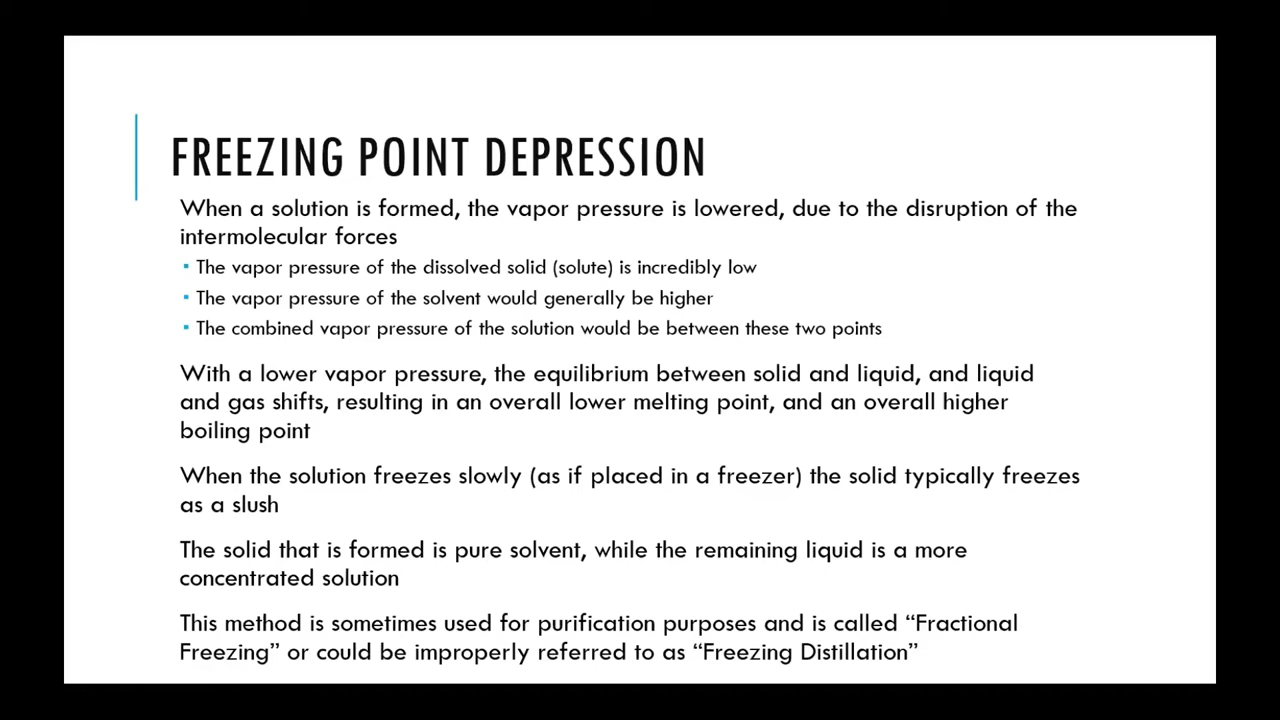 FREEZING POINT DEPRESSION
When a solution is formed, the vapor pressure is lowered, due to the disruption of the
intermolecular forces
▪ The vapor pressure of the dissolved solid (solute) is incredibly low
▪ The vapor pressure of the solvent would generally be higher
▪ The combined vapor pressure of the solution would be between these two points
With a lower vapor pressure, the equilibrium between solid and liquid, and liquid
and gas shifts, resulting in an overall lower melting point, and an overall higher
boiling point
When the solution freezes slowly (as if placed in a freezer) the solid typically freezes
as a slush
The solid that is formed is pure solvent, while the remaining liquid is a more
concentrated solution
This method is sometimes used for purification purposes and is called “Fractional
Freezing” or could be improperly referred to as “Freezing Distillation”